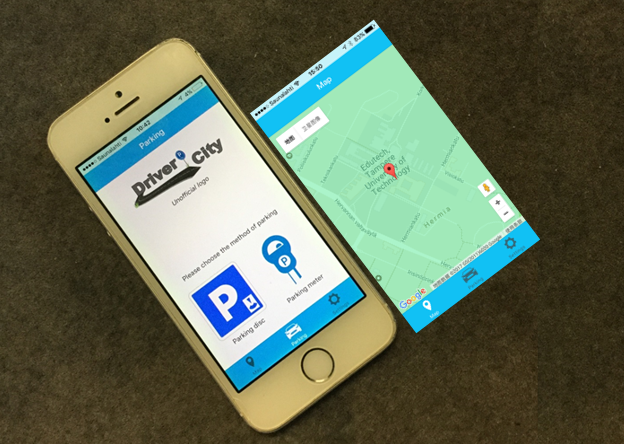 Saunalahti 10:42 4%
Parking
Driver City
Unofficial logo
Please choose the method of parking
P
P
Parking disc
Parking meter
Map
Parking
Saunalahti 15:50 83%
Map
地图
卫星图像
Edutech,
Tampere
University of
Technology
Hermia
+
−
Google
Map
Parking